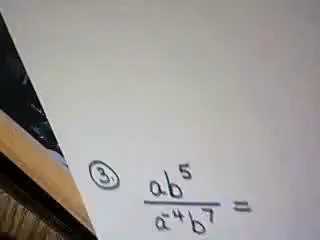 ③. ab⁵
―――― =
a⁻⁴b⁷